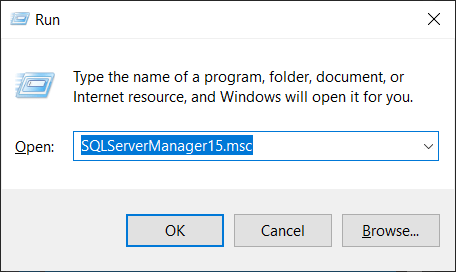 Run
Type the name of a program, folder, document, or
Internet resource, and Windows will open it for you.
Open: SQLServerManager15.msc
OK Cancel Browse...